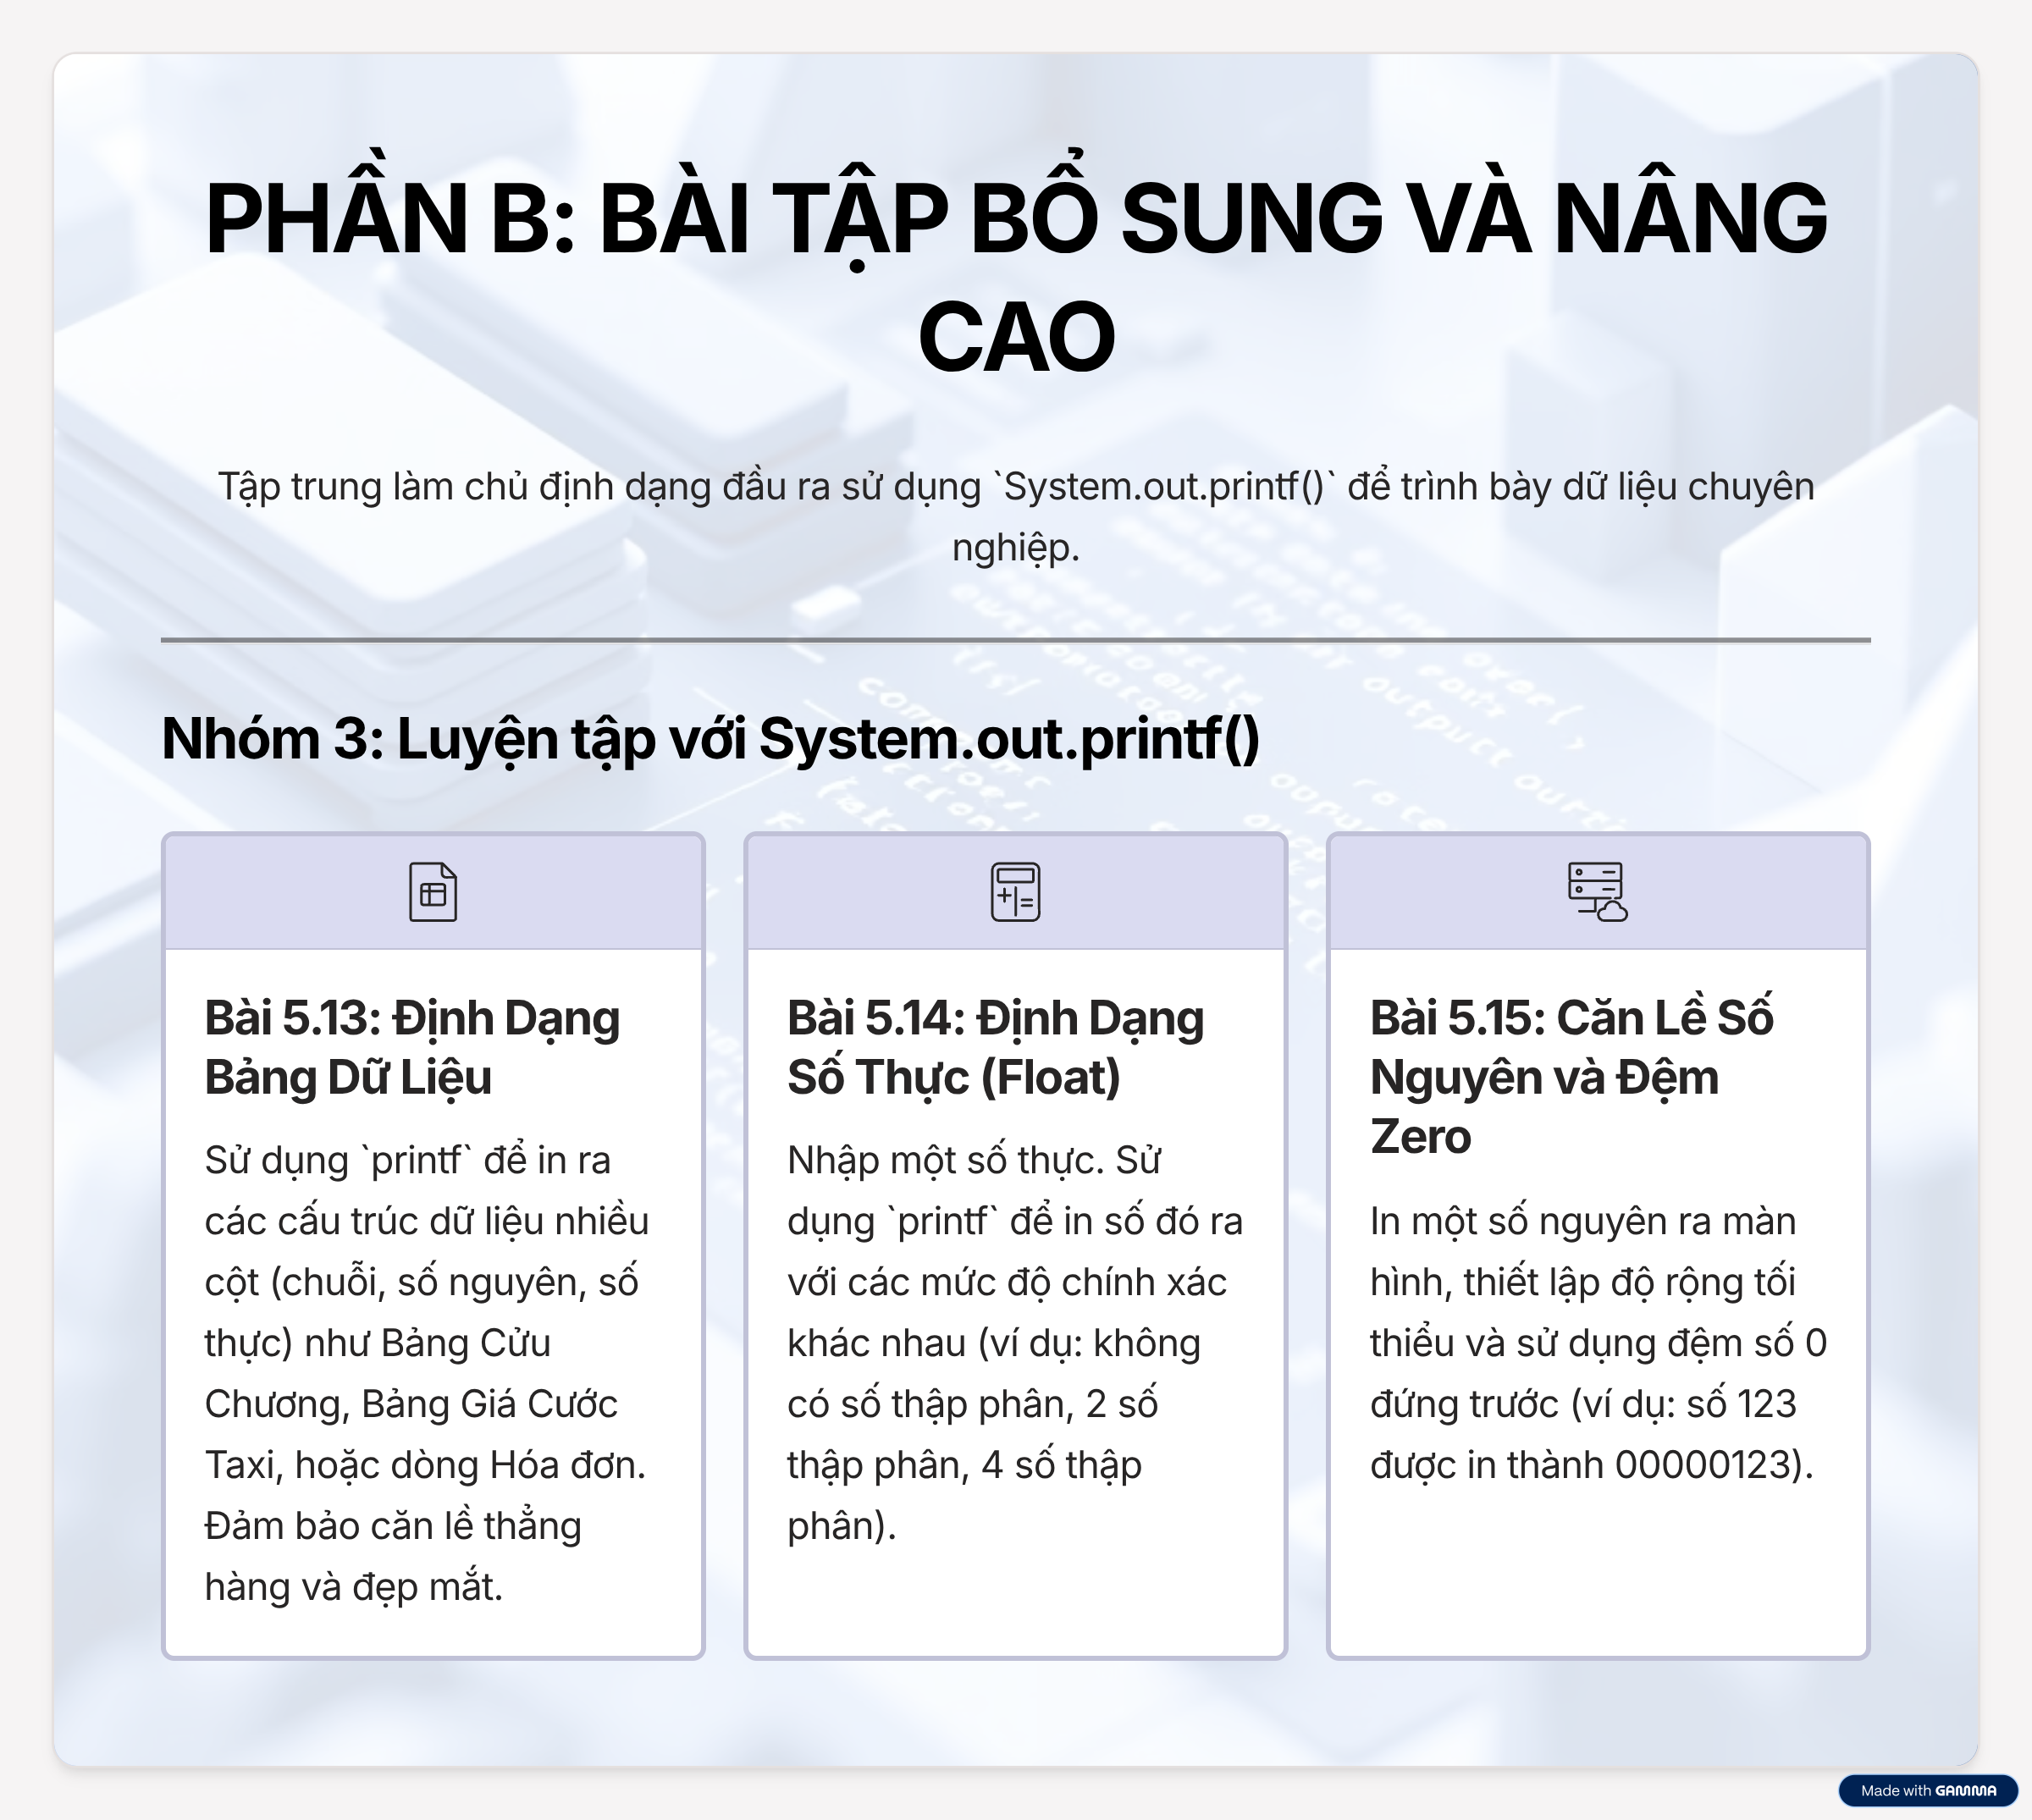 PHẦN B: BÀI TẬP BỔ SUNG VÀ NÂNG
CAO
Tập trung làm chủ định dạng đầu ra sử dụng `System.out.printf()` để trình bày dữ liệu chuyên
nghiệp.
Nhóm 3: Luyện tập với System.out.printf()
Bài 5.13: Định Dạng
Bảng Dữ Liệu
Sử dụng `printf` để in ra
các cấu trúc dữ liệu nhiều
cột (chuỗi, số nguyên, số
thực) như Bảng Cửu
Chương, Bảng Giá Cước
Taxi, hoặc dòng Hóa đơn.
Đảm bảo căn lề thẳng
hàng và đẹp mắt.
Bài 5.14: Định Dạng
Số Thực (Float)
Nhập một số thực. Sử
dụng `printf` để in số đó ra
với các mức độ chính xác
khác nhau (ví dụ: không
có số thập phân, 2 số
thập phân, 4 số thập
phân).
Bài 5.15: Căn Lề Số
Nguyên và Đệm
Zero
In một số nguyên ra màn
hình, thiết lập độ rộng tối
thiểu và sử dụng đệm số 0
đứng trước (ví dụ: số 123
được in thành 00000123).
Made with GAMMA